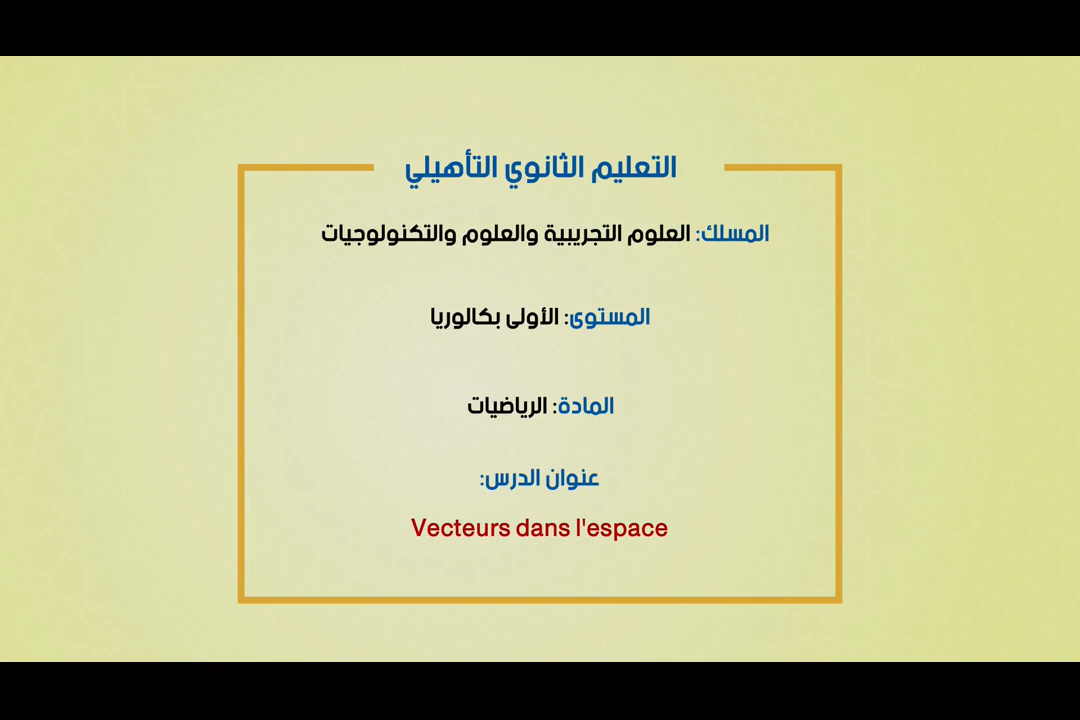 التعليم الثانوي التأهيلي
المسلك: العلوم التجريبية والعلوم والتكنولوجيات
المستوى: الأولى بكالوريا
المادة: الرياضيات
عنوان الدرس:
Vecteurs dans l'espace